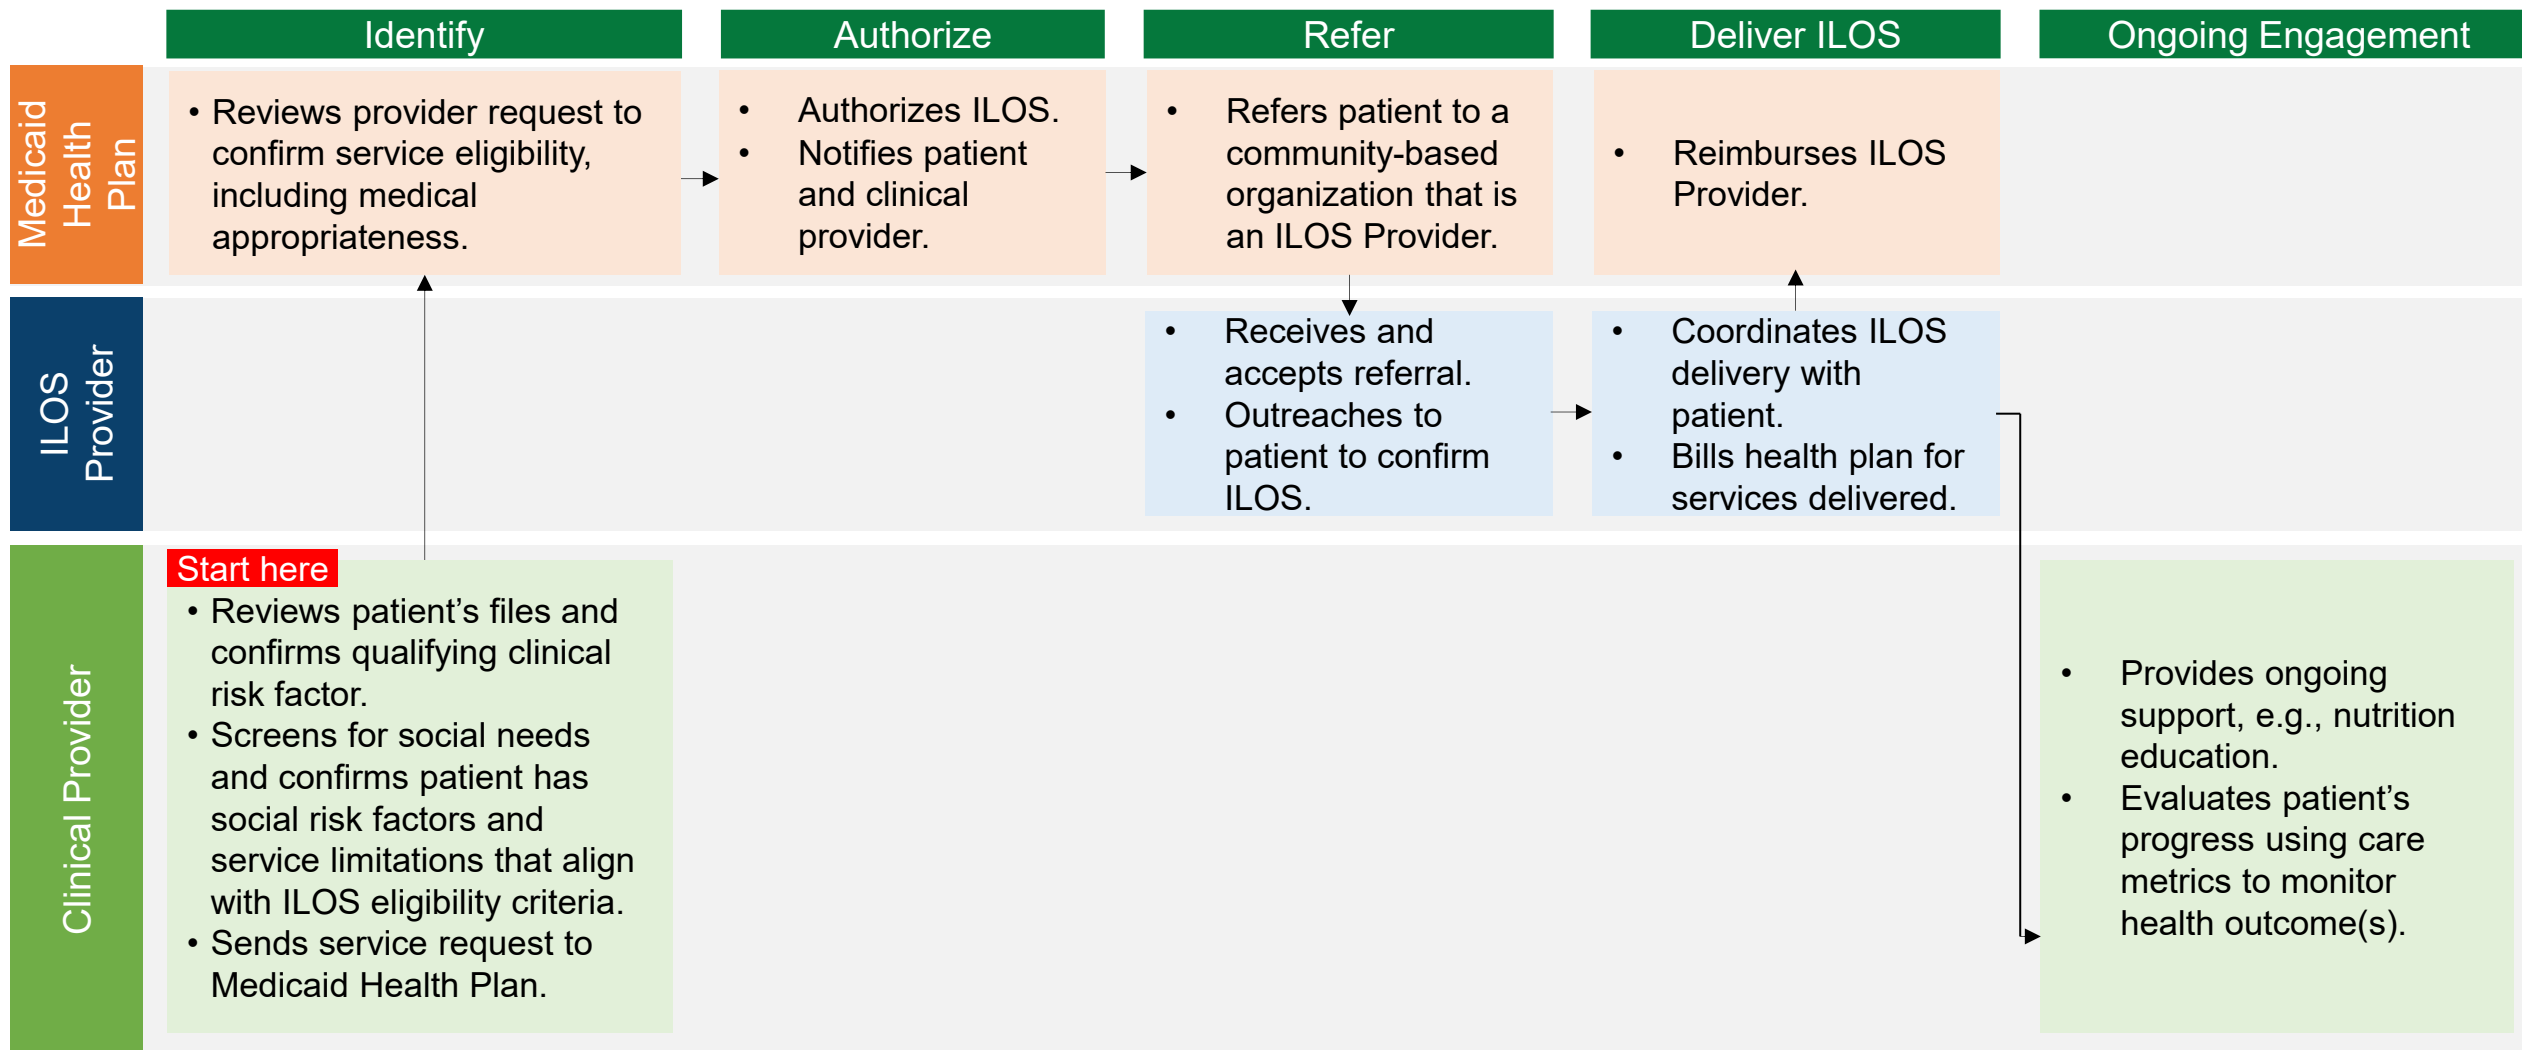 Identify
Authorize
Refer
Deliver ILOS
Ongoing Engagement
Medicaid
Health
Plan
• Reviews provider request to
confirm service eligibility,
including medical
appropriateness.
• Authorizes ILOS.
• Notifies patient
and clinical
provider.
• Refers patient to a
community-based
organization that is
an ILOS Provider.
• Reimburses ILOS
Provider.
ILOS
Provider
• Receives and
accepts referral.
• Outreaches to
patient to confirm
ILOS.
• Coordinates ILOS
delivery with
patient.
• Bills health plan for
services delivered.
Clinical Provider
Start here
• Reviews patient’s files and
confirms qualifying clinical
risk factor.
• Screens for social needs
and confirms patient has
social risk factors and
service limitations that align
with ILOS eligibility criteria.
• Sends service request to
Medicaid Health Plan.
• Provides ongoing
support, e.g., nutrition
education.
• Evaluates patient’s
progress using care
metrics to monitor
health outcome(s).